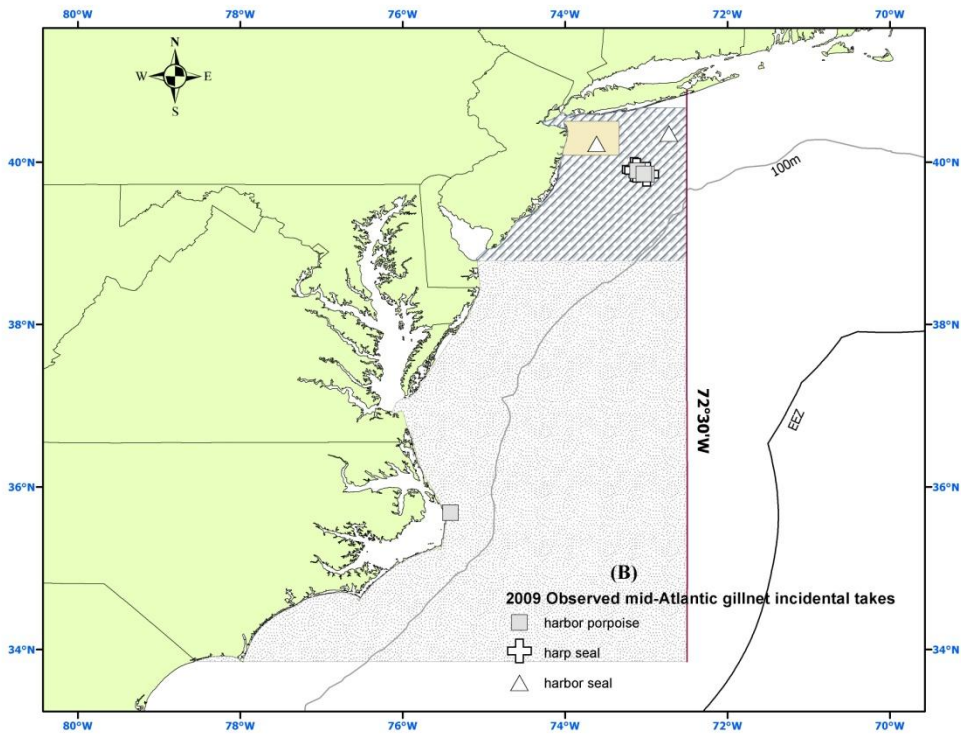 80°W 78°W 76°W 74°W 72°W 70°W
N
W E
S
40°N 40°N
100m
38°N 38°N
72°30'W
EEZ
36°N 36°N
(B)
2009 Observed mid-Atlantic gillnet incidental takes
harbor porpoise
harp seal
harbor seal
34°N 34°N
80°W 78°W 76°W 74°W 72°W 70°W